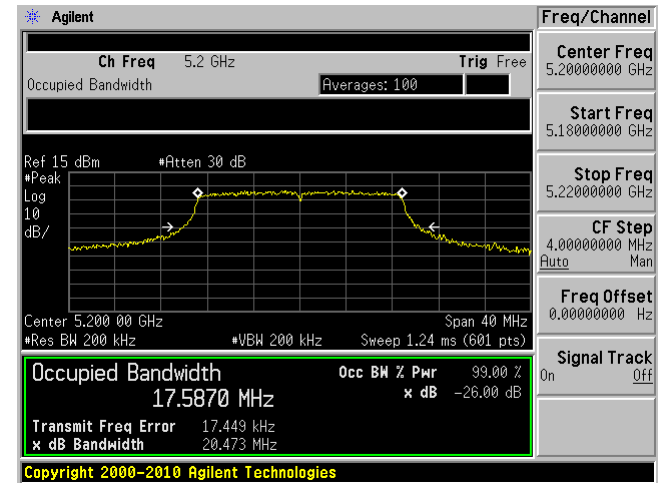 Agilent
Freq/Channel
Ch Freq 5.2 GHz Trig Free
Occupied Bandwidth Averages: 100
Ref 15 dBm #Atten 30 dB
#Peak
Log
10
dB/
Center 5.200 00 GHz Span 40 MHz
#Res BW 200 kHz #VBW 200 kHz Sweep 1.24 ms (601 pts)
Occupied Bandwidth Occ BW % Pwr 99.00 %
17.5870 MHz x dB -26.00 dB
Transmit Freq Error 17.449 kHz
x dB Bandwidth 20.473 MHz
Copyright 2000-2010 Agilent Technologies
Center Freq
5.20000000 GHz
Start Freq
5.18000000 GHz
Stop Freq
5.22000000 GHz
CF Step
4.00000000 MHz
Auto Man
Freq Offset
0.00000000 Hz
Signal Track
On Off